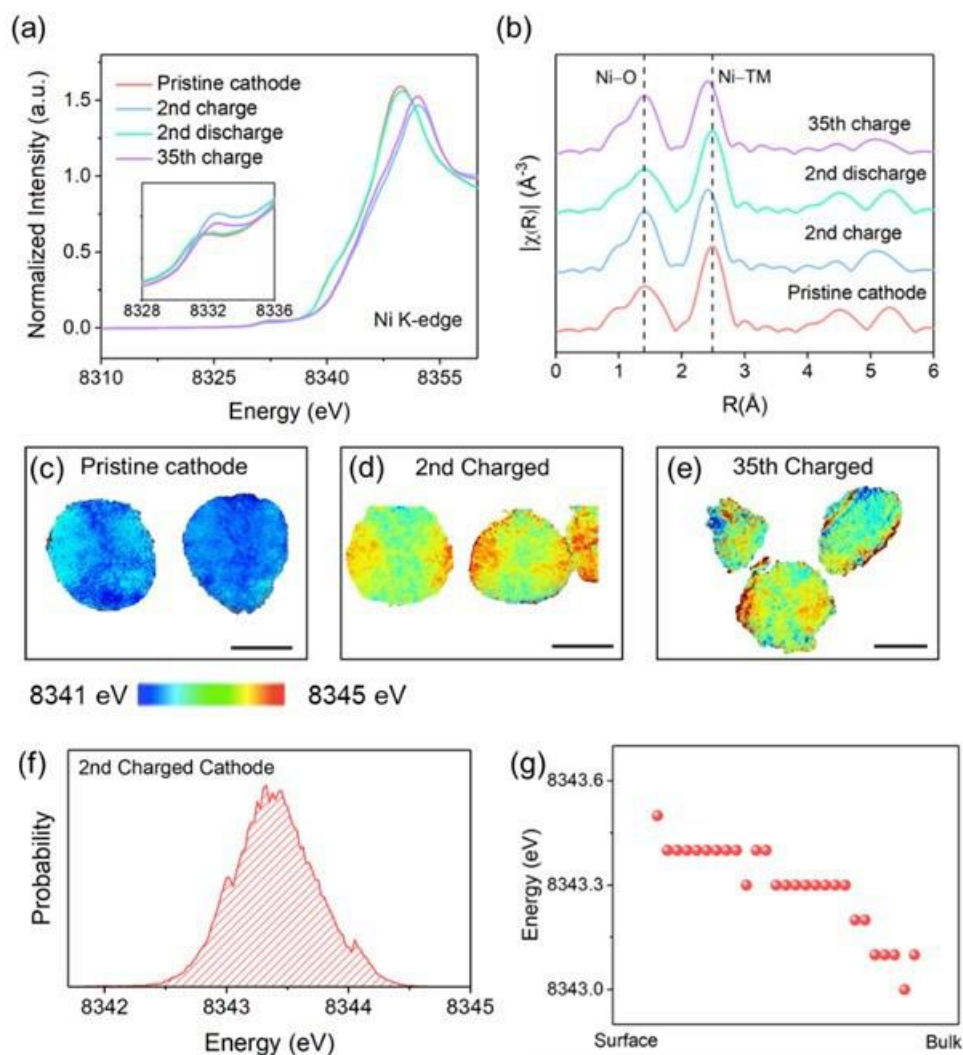 (a)
Normalized Intensity (a.u.)
1.5
1.0
0.5
0.0
Pristine cathode
2nd charge
2nd discharge
35th charge
8328 8332 8336
Ni K-edge
8310 8325 8340 8355
Energy (eV)
(b)
|χ(R)| (Å⁻³)
Ni–O
Ni–TM
35th charge
2nd discharge
2nd charge
Pristine cathode
0 1 2 3 4 5 6
R(Å)
(c)
Pristine cathode
(d)
2nd Charged
(e)
35th Charged
8341 eV
8345 eV
(f)
2nd Charged Cathode
Probability
8342 8343 8344 8345
Energy (eV)
(g)
Energy (eV)
8343.6
8343.3
8343.0
Surface
Bulk